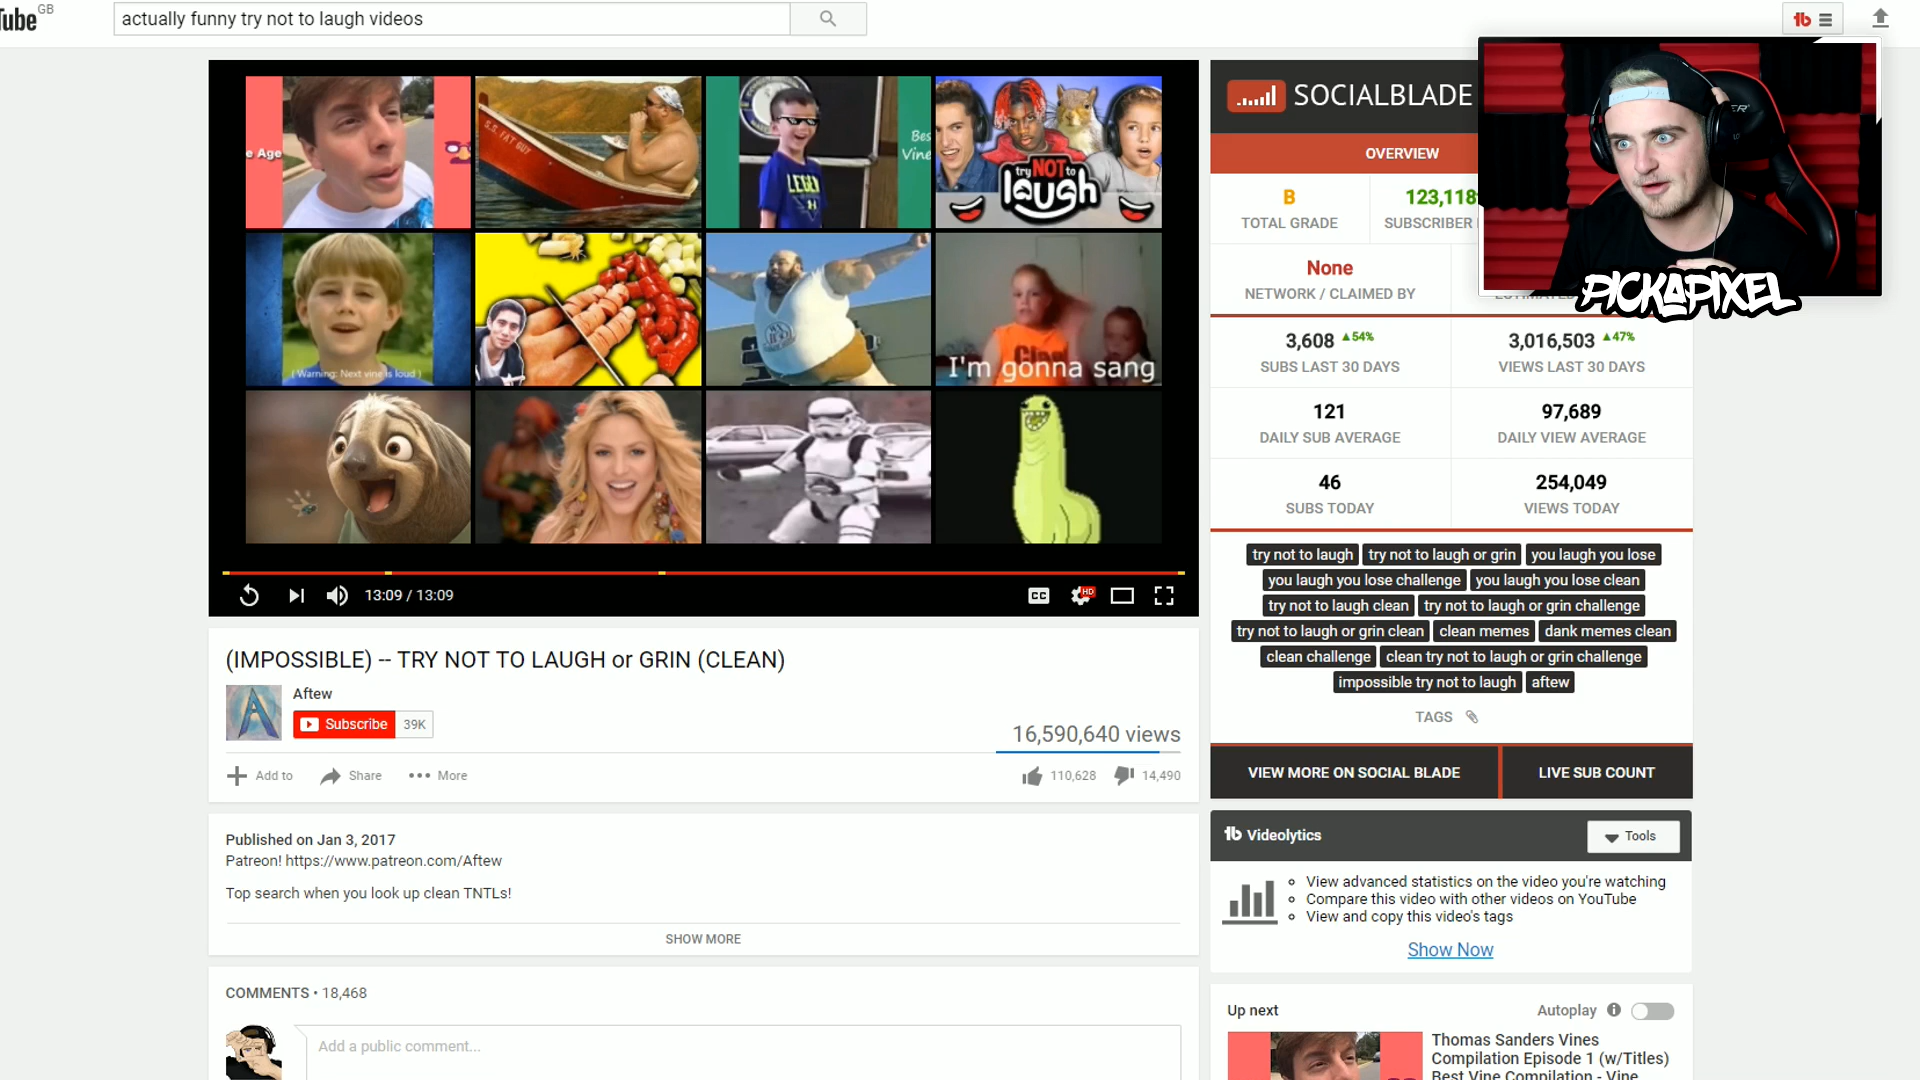 Tube GB
actually funny try not to laugh videos
e Age
S.S. FAT GUY
LEGEN
Bes
Vine
try NOT to
laugh
( Warning: Next vine is loud )
I'm gonna sang
13:09 / 13:09
CC
HD
(IMPOSSIBLE) -- TRY NOT TO LAUGH or GRIN (CLEAN)
Aftew
Subscribe 39K
16,590,640 views
Add to Share More
110,628 14,490
Published on Jan 3, 2017
Patreon! https://www.patreon.com/Aftew
Top search when you look up clean TNTLs!
SHOW MORE
COMMENTS • 18,468
Add a public comment...
SOCIALBLADE
OVERVIEW
B 123,118
TOTAL GRADE SUBSCRIBER
None
NETWORK / CLAIMED BY
PICKAPIXEL
3,608 ▲54% 3,016,503 ▲47%
SUBS LAST 30 DAYS VIEWS LAST 30 DAYS
121 97,689
DAILY SUB AVERAGE DAILY VIEW AVERAGE
46 254,049
SUBS TODAY VIEWS TODAY
try not to laugh try not to laugh or grin you laugh you lose
you laugh you lose challenge you laugh you lose clean
try not to laugh clean try not to laugh or grin challenge
try not to laugh or grin clean clean memes dank memes clean
clean challenge clean try not to laugh or grin challenge
impossible try not to laugh aftew
TAGS
VIEW MORE ON SOCIAL BLADE LIVE SUB COUNT
Videolytics Tools
View advanced statistics on the video you're watching
Compare this video with other videos on YouTube
View and copy this video's tags
Show Now
Up next Autoplay
Thomas Sanders Vines
Compilation Episode 1 (w/Titles)
Best Vine Compilation - Vine